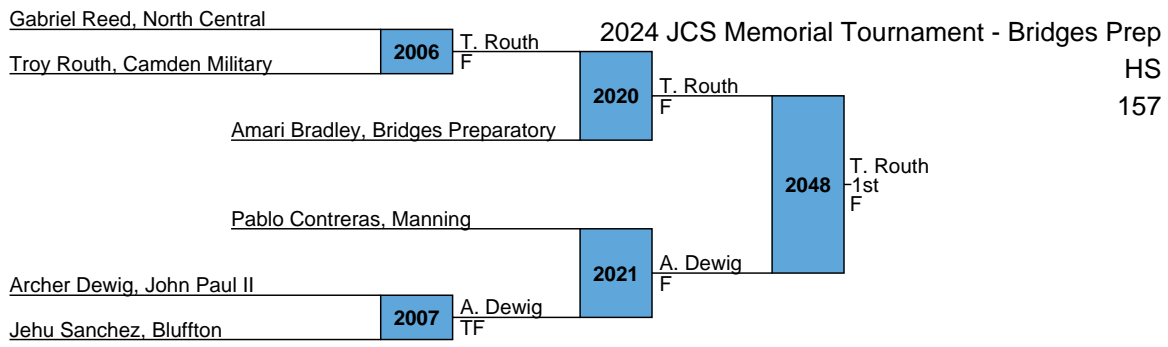 2024 JCS Memorial Tournament - Bridges Prep
HS
157
Gabriel Reed, North Central
Troy Routh, Camden Military
2006
T. Routh
F
Amari Bradley, Bridges Preparatory
2020
T. Routh
F
Pablo Contreras, Manning
Archer Dewig, John Paul II
Jehu Sanchez, Bluffton
2007
A. Dewig
TF
2021
A. Dewig
F
2048
T. Routh
1st
F